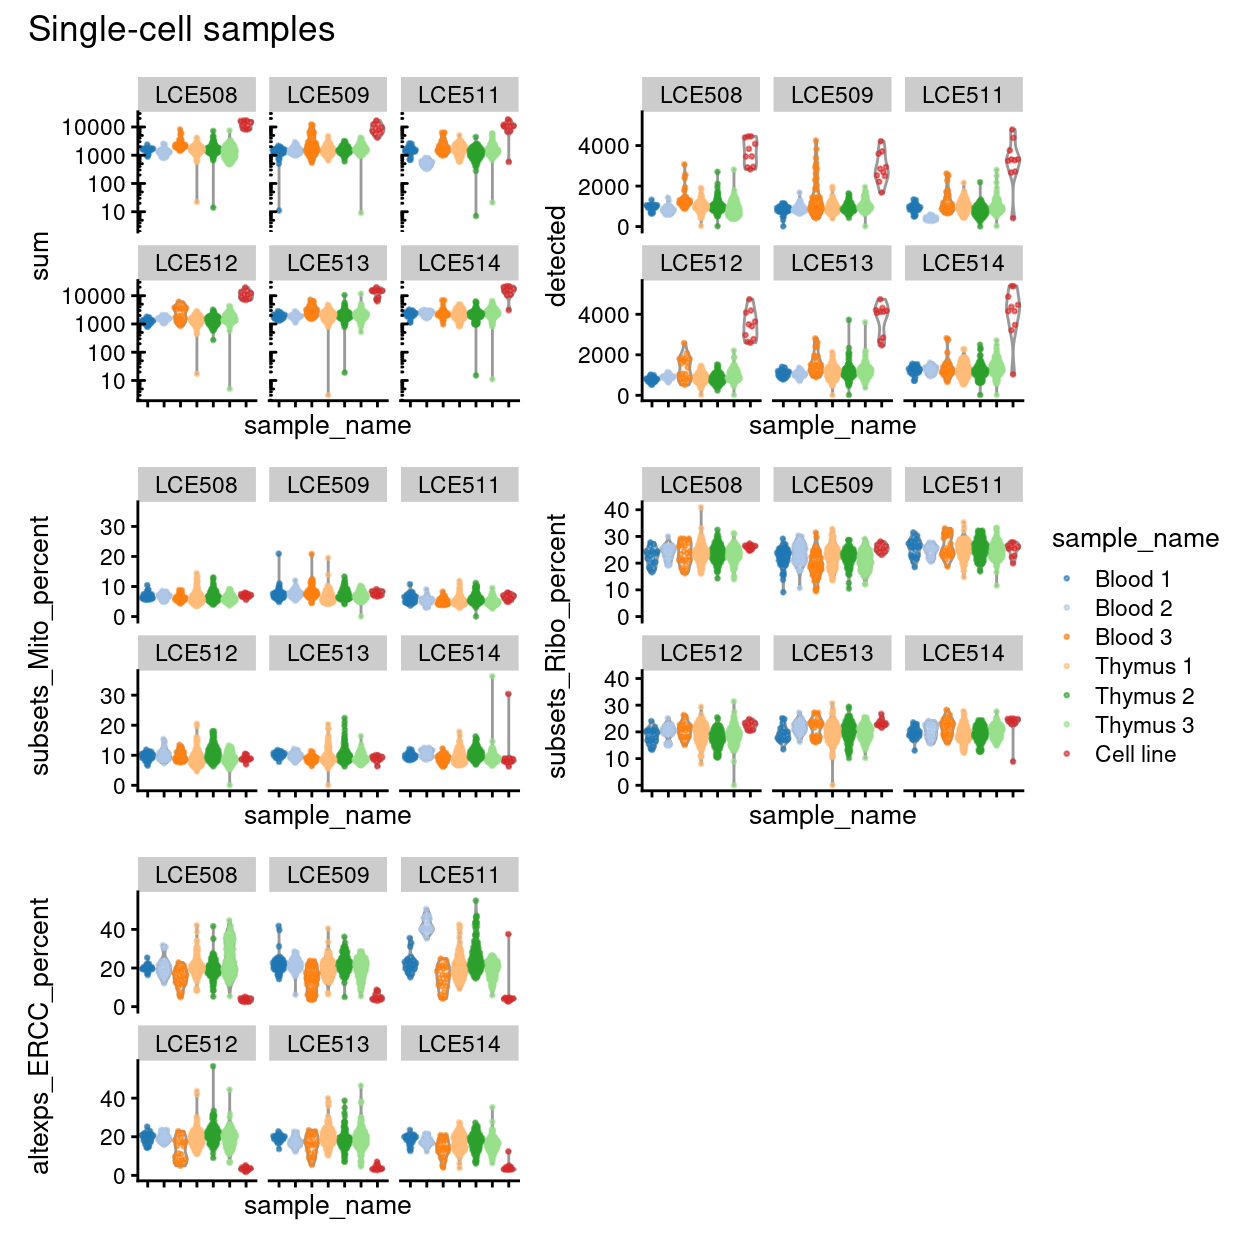 Single-cell samples
sum
LCE508 LCE509 LCE511
10000
1000
100
10
LCE512 LCE513 LCE514
10000
1000
100
10
sample_name
detected
LCE508 LCE509 LCE511
4000
2000
0
LCE512 LCE513 LCE514
4000
2000
0
sample_name
subsets_Mito_percent
LCE508 LCE509 LCE511
30
20
10
0
LCE512 LCE513 LCE514
30
20
10
0
sample_name
subsets_Ribo_percent
LCE508 LCE509 LCE511
40
30
20
10
0
LCE512 LCE513 LCE514
40
30
20
10
0
sample_name
sample_name
Blood 1
Blood 2
Blood 3
Thymus 1
Thymus 2
Thymus 3
Cell line
altexps_ERCC_percent
LCE508 LCE509 LCE511
40
20
0
LCE512 LCE513 LCE514
40
20
0
sample_name